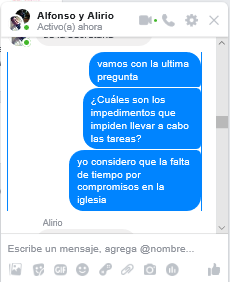 Alfonso y Alirio
Activo(a) ahora
vamos con la ultima
pregunta
¿Cuáles son los
impedimentos que
impiden llevar a cabo
las tareas?
yo considero que la falta
de tiempo por
compromisos en la
iglesia
Alirio
Escribe un mensaje, agrega @nombre...
GIF